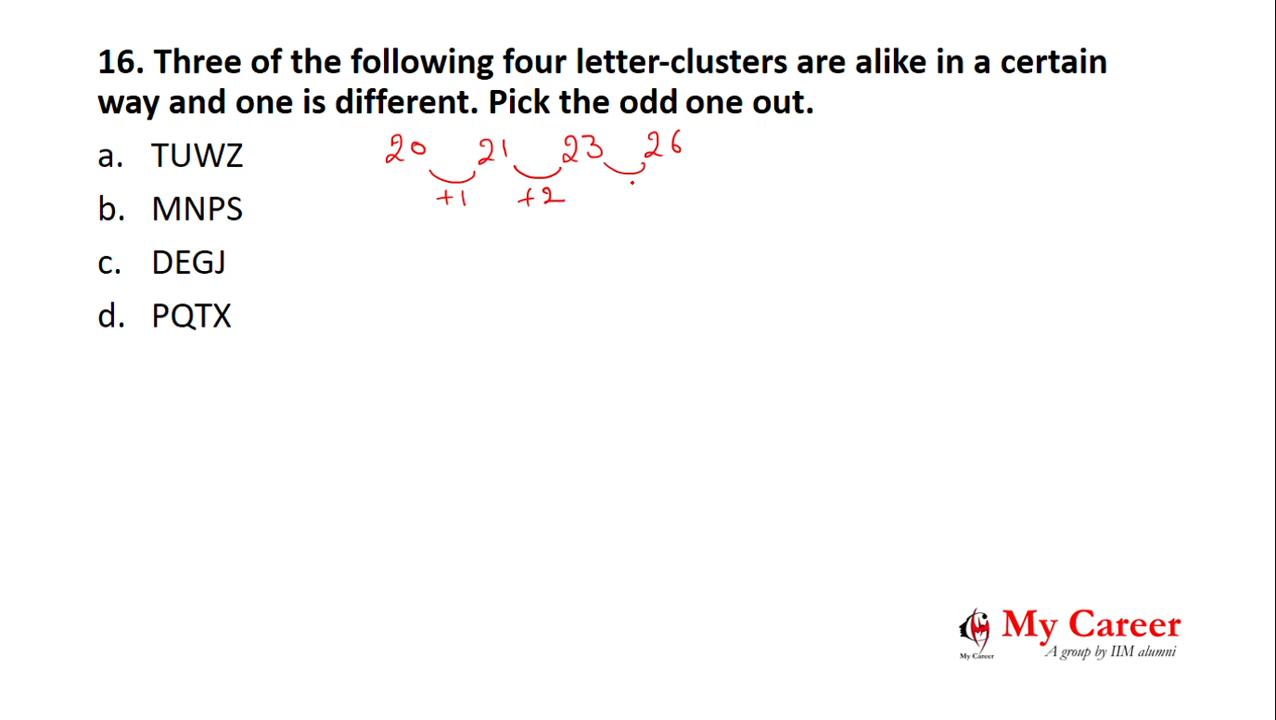 16. Three of the following four letter-clusters are alike in a certain
way and one is different. Pick the odd one out.
a. TUWZ
20 21 23 26
+1 +2
b. MNPS
c. DEGJ
d. PQTX
My Career
A group by IIM alumni
My Career